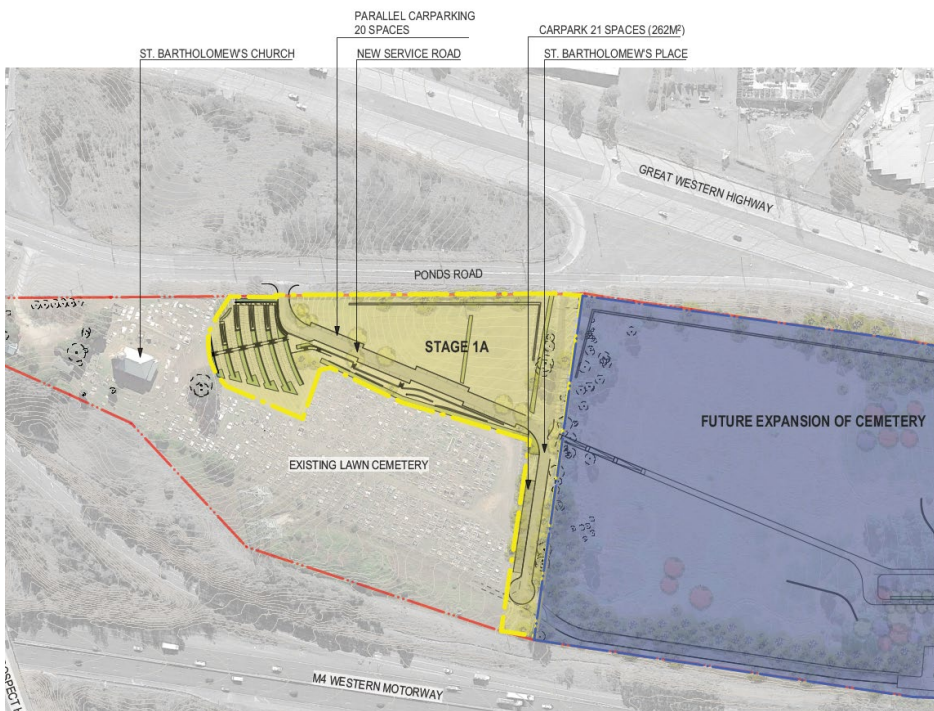 PARALLEL CARPARKING
20 SPACES
CARPARK 21 SPACES (262M²)
ST. BARTHOLOMEW'S CHURCH
NEW SERVICE ROAD
ST. BARTHOLOMEW'S PLACE
GREAT WESTERN HIGHWAY
PONDS ROAD
STAGE 1A
FUTURE EXPANSION OF CEMETERY
EXISTING LAWN CEMETERY
M4 WESTERN MOTORWAY